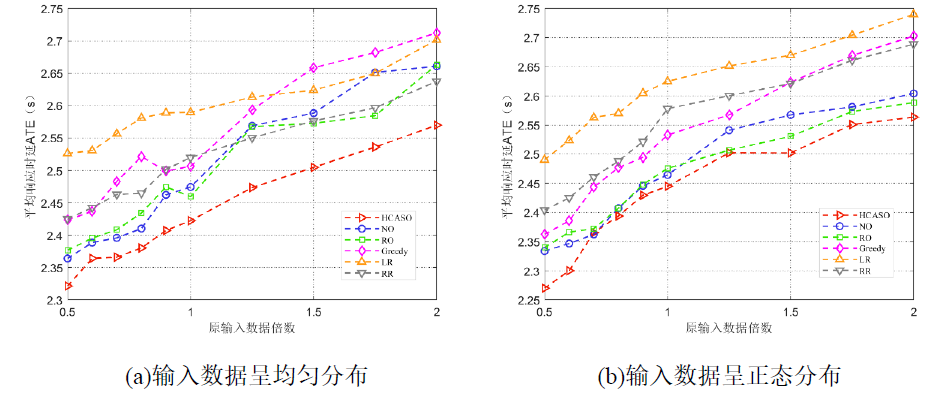 2.75
2.7
2.65
2.6
2.55
2.5
2.45
2.4
2.35
2.3
平均响应时延ATE（s）
0.5 1 1.5 2
原输入数据倍数
HCASO
NO
RO
Greedy
LR
RR
(a)输入数据呈均匀分布
2.75
2.7
2.65
2.6
2.55
2.5
2.45
2.4
2.35
2.3
2.25
平均响应时延ATE（s）
0.5 1 1.5 2
原输入数据倍数
HCASO
NO
RO
Greedy
LR
RR
(b)输入数据呈正态分布